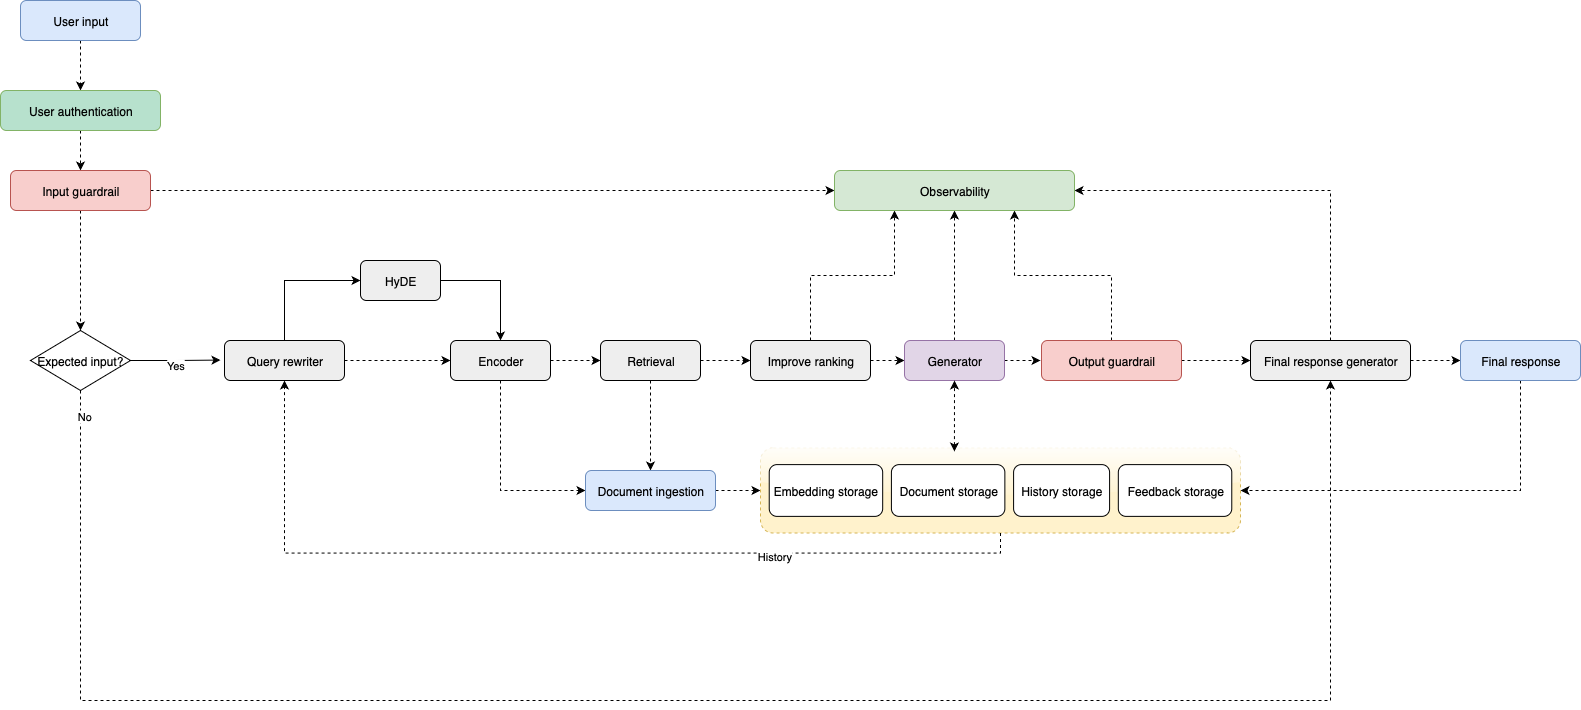 User input
User authentication
Input guardrail
Observability
HyDE
Expected input?
Yes
Query rewriter
Encoder
Retrieval
Improve ranking
Generator
Output guardrail
Final response generator
Final response
No
Document ingestion
Embedding storage
Document storage
History storage
Feedback storage
History